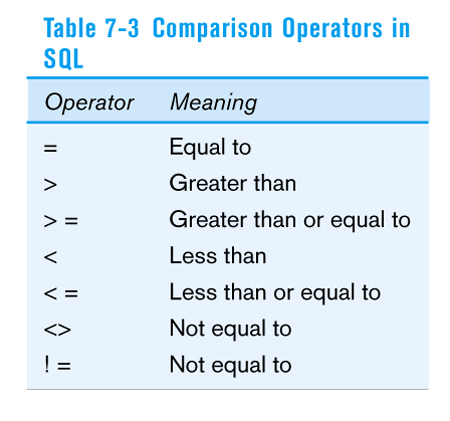 Table 7-3 Comparison Operators in
SQL
Operator Meaning
= Equal to
> Greater than
> = Greater than or equal to
< Less than
< = Less than or equal to
<> Not equal to
! = Not equal to